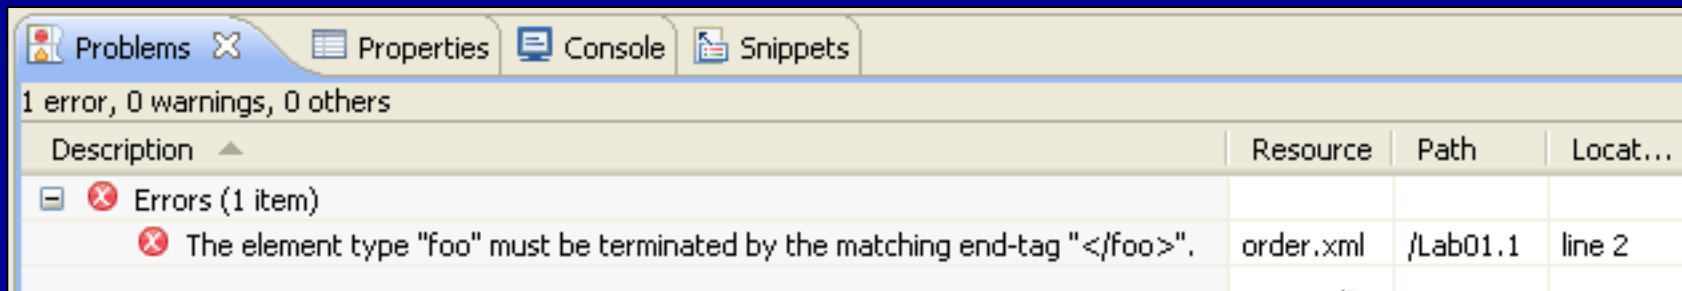 Problems Properties Console Snippets
1 error, 0 warnings, 0 others
Description Resource Path Locat...
Errors (1 item)
The element type "foo" must be terminated by the matching end-tag "</foo>". order.xml /Lab01.1 line 2